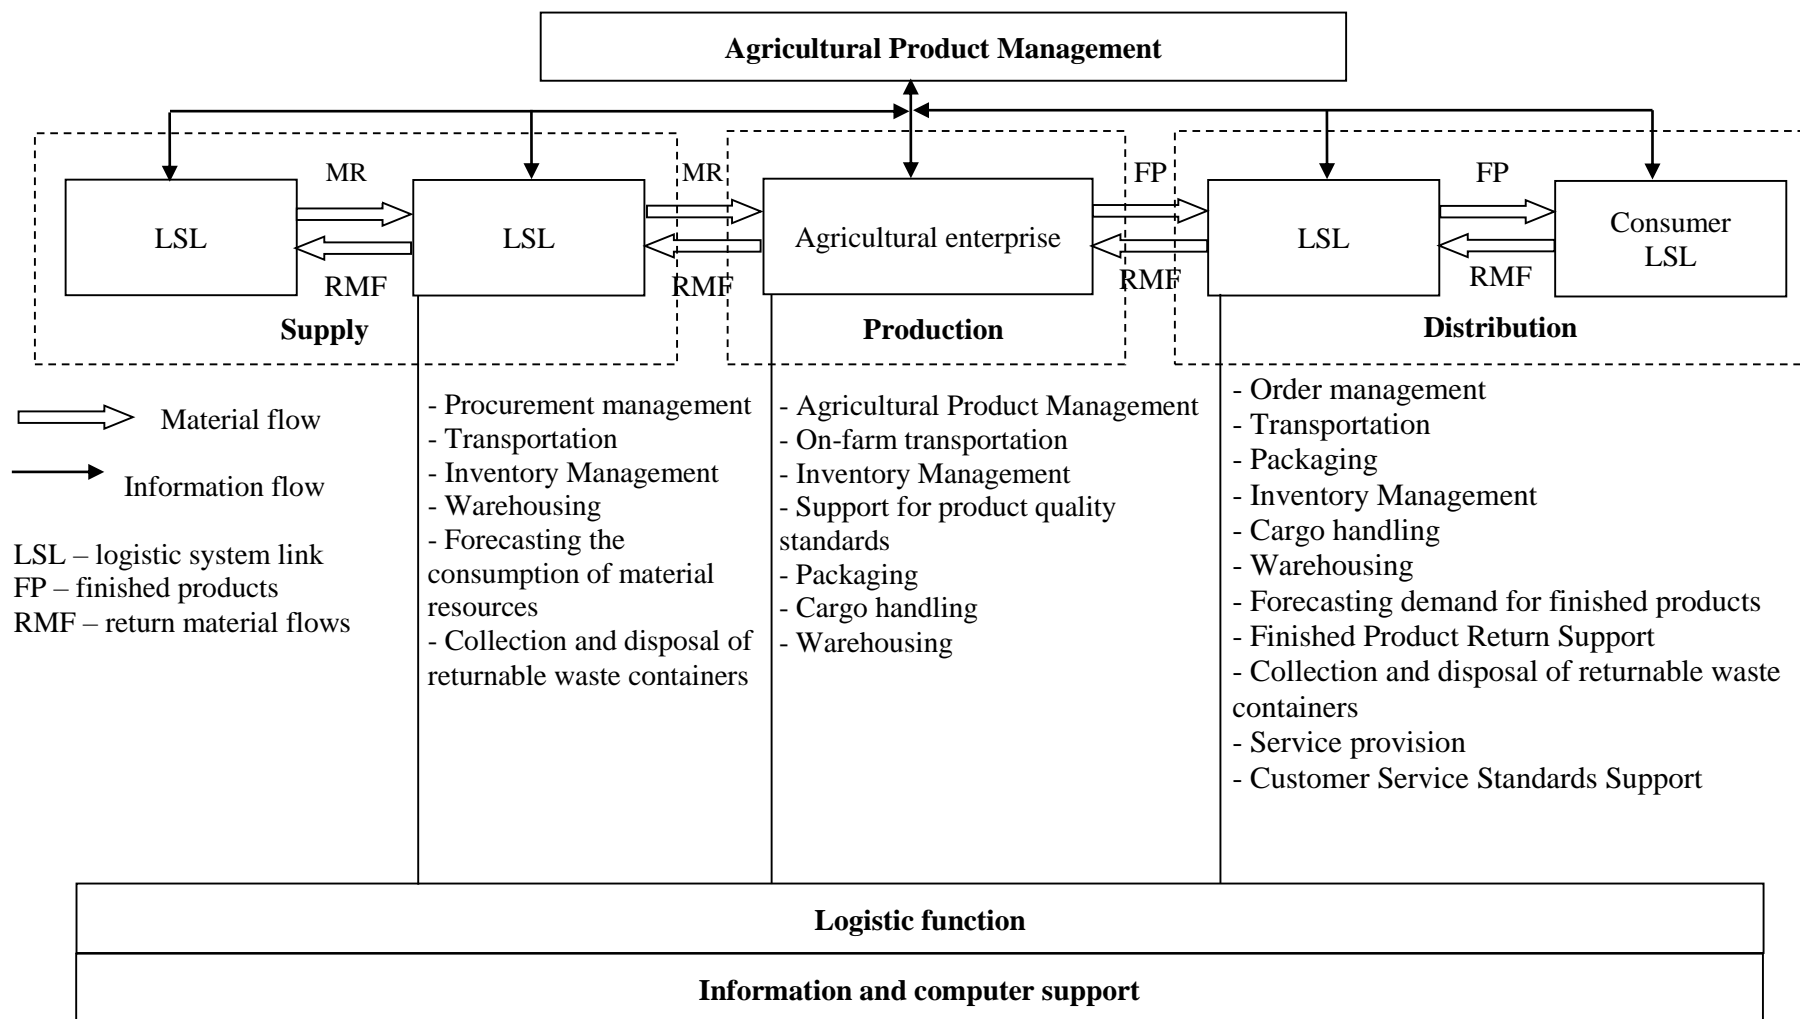 Agricultural Product Management
MR
MR
FP
FP
LSL
LSL
Agricultural enterprise
LSL
Consumer
LSL
RMF
RMF
RMF
RMF
Supply
Production
Distribution
Material flow
Information flow
LSL – logistic system link
FP – finished products
RMF – return material flows
- Procurement management
- Transportation
- Inventory Management
- Warehousing
- Forecasting the
consumption of material
resources
- Collection and disposal of
returnable waste containers
- Agricultural Product Management
- On-farm transportation
- Inventory Management
- Support for product quality
standards
- Packaging
- Cargo handling
- Warehousing
- Order management
- Transportation
- Packaging
- Inventory Management
- Cargo handling
- Warehousing
- Forecasting demand for finished products
- Finished Product Return Support
- Collection and disposal of returnable waste
containers
- Service provision
- Customer Service Standards Support
Logistic function
Information and computer support